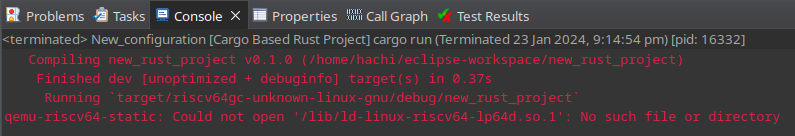 Problems Tasks Console Properties Call Graph Test Results
<terminated> New_configuration [Cargo Based Rust Project] cargo run (Terminated 23 Jan 2024, 9:14:54 pm) [pid: 16332]
Compiling new_rust_project v0.1.0 (/home/hachi/eclipse-workspace/new_rust_project)
Finished dev [unoptimized + debuginfo] target(s) in 0.37s
Running `target/riscv64gc-unknown-linux-gnu/debug/new_rust_project`
qemu-riscv64-static: Could not open '/lib/ld-linux-riscv64-lp64d.so.1': No such file or directory